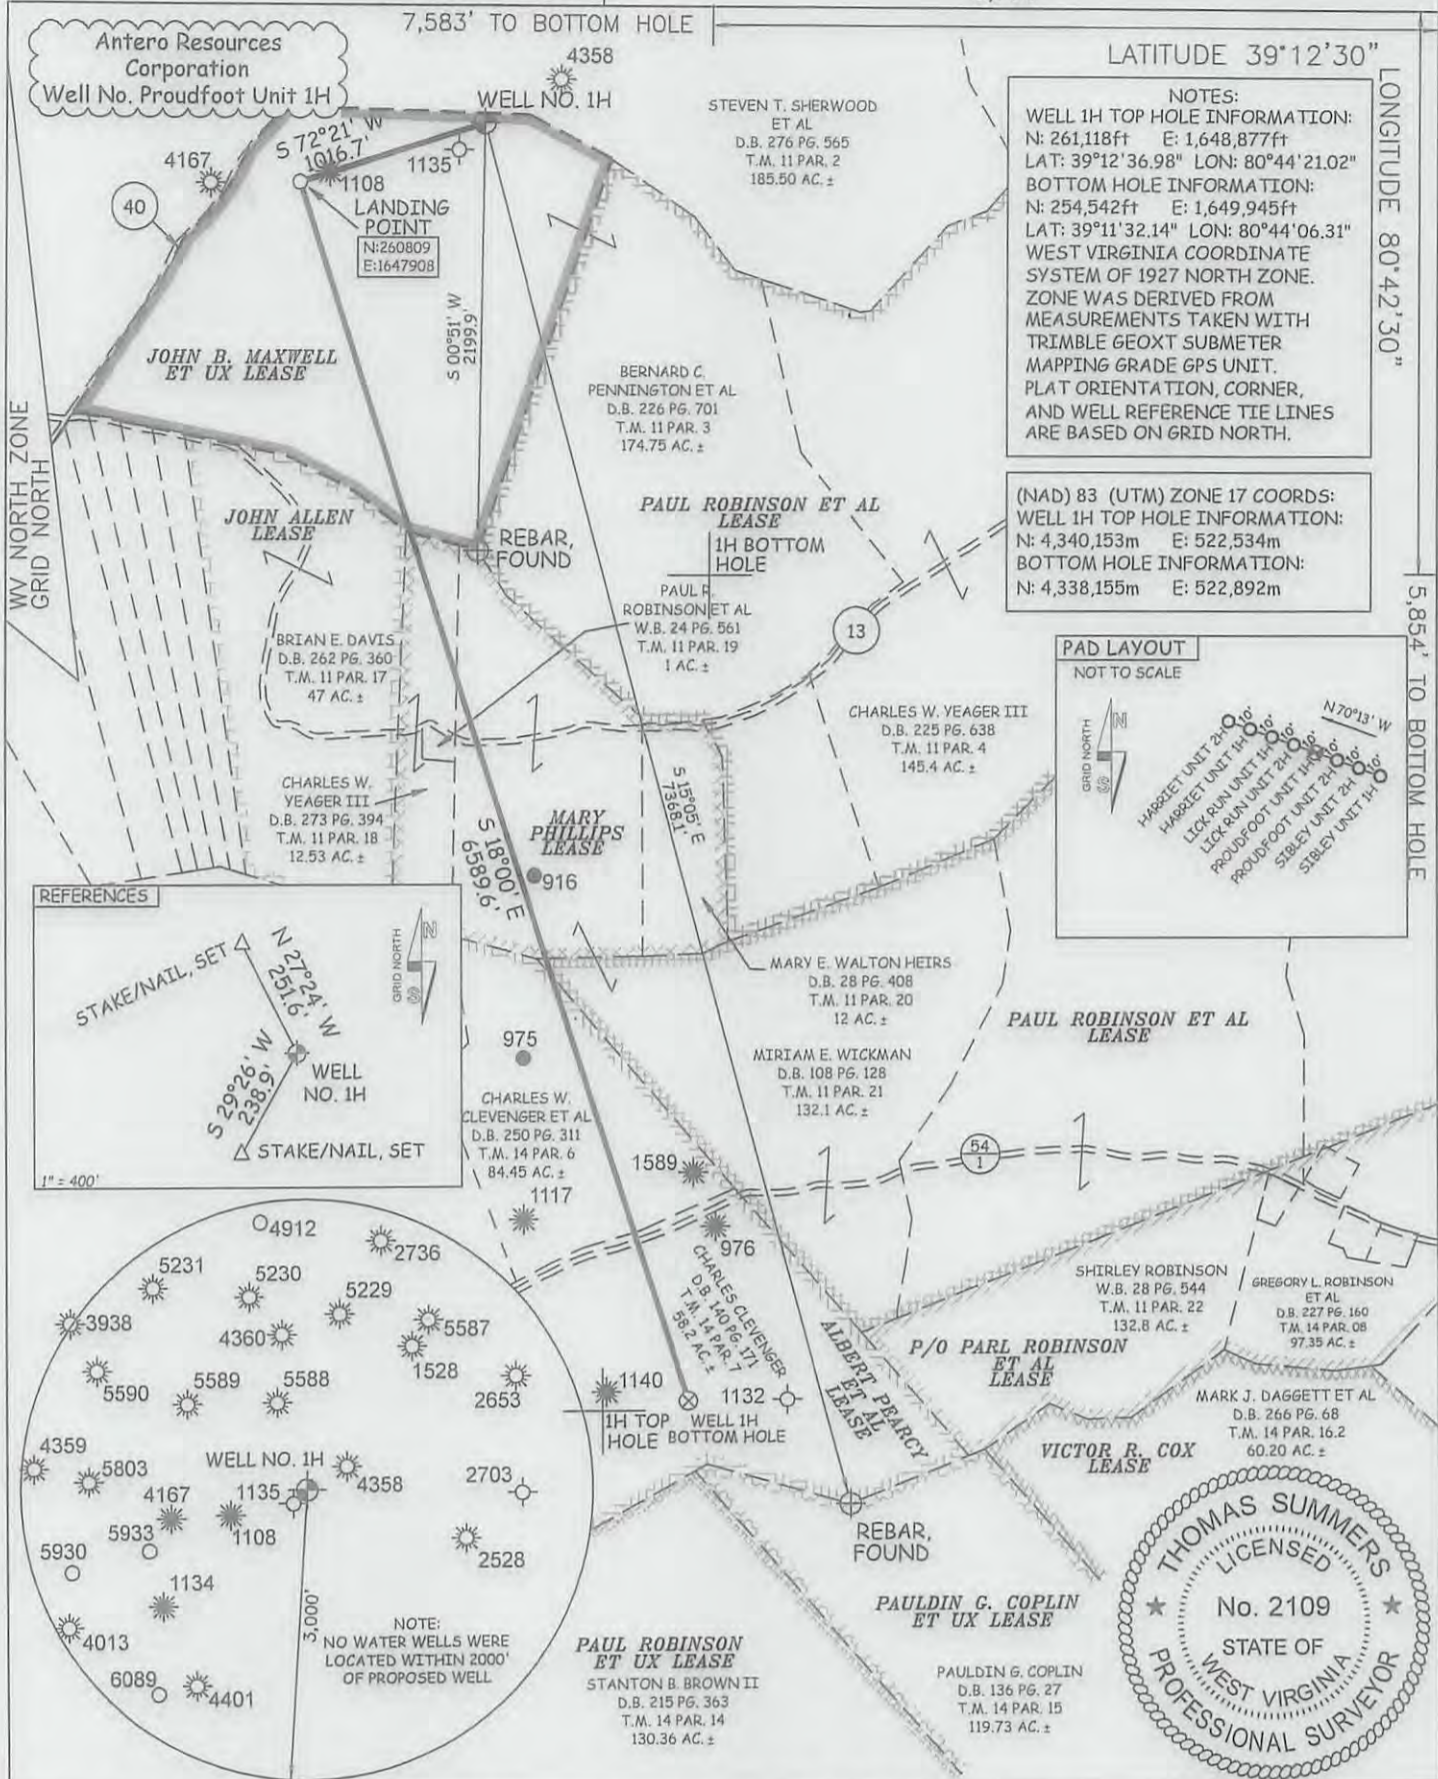 7,583' TO BOTTOM HOLE
Antero Resources
Corporation
Well No. Proudfoot Unit 1H
4358
WELL NO. 1H
LATITUDE 39°12'30"
LONGITUDE 80°42'30"
5,854' TO BOTTOM HOLE
STEVEN T. SHERWOOD
ET AL
D.B. 276 PG. 565
T.M. 11 PAR. 2
185.50 AC. ±
NOTES:
WELL 1H TOP HOLE INFORMATION:
N: 261,118ft E: 1,648,877ft
LAT: 39°12'36.98" LON: 80°44'21.02"
BOTTOM HOLE INFORMATION:
N: 254,542ft E: 1,649,945ft
LAT: 39°11'32.14" LON: 80°44'06.31"
WEST VIRGINIA COORDINATE
SYSTEM OF 1927 NORTH ZONE.
ZONE WAS DERIVED FROM
MEASUREMENTS TAKEN WITH
TRIMBLE GEOXT SUBMETER
MAPPING GRADE GPS UNIT.
PLAT ORIENTATION, CORNER,
AND WELL REFERENCE TIE LINES
ARE BASED ON GRID NORTH.
S 72°21' W
1016.7'
4167
1135
1108
40
LANDING
POINT
N:260809
E:1647908
S 00°51' W
2199.9'
JOHN B. MAXWELL
ET UX LEASE
BERNARD C.
PENNINGTON ET AL
D.B. 226 PG. 701
T.M. 11 PAR. 3
174.75 AC. ±
WV NORTH ZONE
GRID NORTH
JOHN ALLEN
LEASE
REBAR,
FOUND
PAUL ROBINSON ET AL
LEASE
1H BOTTOM
HOLE
(NAD) 83 (UTM) ZONE 17 COORDS:
WELL 1H TOP HOLE INFORMATION:
N: 4,340,153m E: 522,534m
BOTTOM HOLE INFORMATION:
N: 4,338,155m E: 522,892m
PAUL R.
ROBINSON ET AL
W.B. 24 PG. 561
T.M. 11 PAR. 19
1 AC. ±
13
BRIAN E. DAVIS
D.B. 262 PG. 360
T.M. 11 PAR. 17
47 AC. ±
CHARLES W. YEAGER III
D.B. 225 PG. 638
T.M. 11 PAR. 4
145.4 AC. ±
PAD LAYOUT
NOT TO SCALE
GRID NORTH
N
S
N 70°13' W
10'
10'
10'
10'
10'
10'
10'
HARRIET UNIT 2H
HARRIET UNIT 1H
LICK RUN UNIT 1H
LICK RUN UNIT 2H
PROUDFOOT UNIT 1H
PROUDFOOT UNIT 2H
SIBLEY UNIT 2H
SIBLEY UNIT 1H
CHARLES W.
YEAGER III
D.B. 273 PG. 394
T.M. 11 PAR. 18
12.53 AC. ±
MARY
PHILLIPS
LEASE
S 15°05' E
7368.1'
S 18°00' E
6589.6'
916
REFERENCES
STAKE/NAIL, SET
N 27°24' W
251.6'
GRID NORTH
N
S
S 29°26' W
238.9'
WELL
NO. 1H
STAKE/NAIL, SET
1" = 400'
MARY E. WALTON HEIRS
D.B. 28 PG. 408
T.M. 11 PAR. 20
12 AC. ±
PAUL ROBINSON ET AL
LEASE
975
MIRIAM E. WICKMAN
D.B. 108 PG. 128
T.M. 11 PAR. 21
132.1 AC. ±
CHARLES W.
CLEVENGER ET AL
D.B. 250 PG. 311
T.M. 14 PAR. 6
84.45 AC. ±
54
1
1589
1117
976
CHARLES CLEVENGER
D.B. 140 PG. 171
T.M. 14 PAR. 7
58.2 AC. ±
SHIRLEY ROBINSON
W.B. 28 PG. 544
T.M. 11 PAR. 22
132.8 AC. ±
GREGORY L. ROBINSON
ET AL
D.B. 227 PG. 160
T.M. 14 PAR. 08
97.35 AC. ±
4912
2736
5231
5230
5229
3938
4360
5587
1528
5590
5589
5588
2653
4359
5803
WELL NO. 1H
4358
2703
4167
1135
1108
5933
5930
2528
1134
3,000'
4013
6089
4401
NOTE:
NO WATER WELLS WERE
LOCATED WITHIN 2000'
OF PROPOSED WELL
1140
1H TOP
HOLE
WELL 1H
BOTTOM HOLE
1132
ALBERT PEARCY
ET AL
LEASE
P/O PARL ROBINSON
ET AL
LEASE
MARK J. DAGGETT ET AL
D.B. 266 PG. 68
T.M. 14 PAR. 16.2
60.20 AC. ±
VICTOR R. COX
LEASE
REBAR,
FOUND
PAULDIN G. COPLIN
ET UX LEASE
PAUL ROBINSON
ET UX LEASE
STANTON B. BROWN II
D.B. 215 PG. 363
T.M. 14 PAR. 14
130.36 AC. ±
PAULDIN G. COPLIN
D.B. 136 PG. 27
T.M. 14 PAR. 15
119.73 AC. ±
THOMAS SUMMERS
LICENSED
No. 2109
STATE OF
WEST VIRGINIA
PROFESSIONAL SURVEYOR